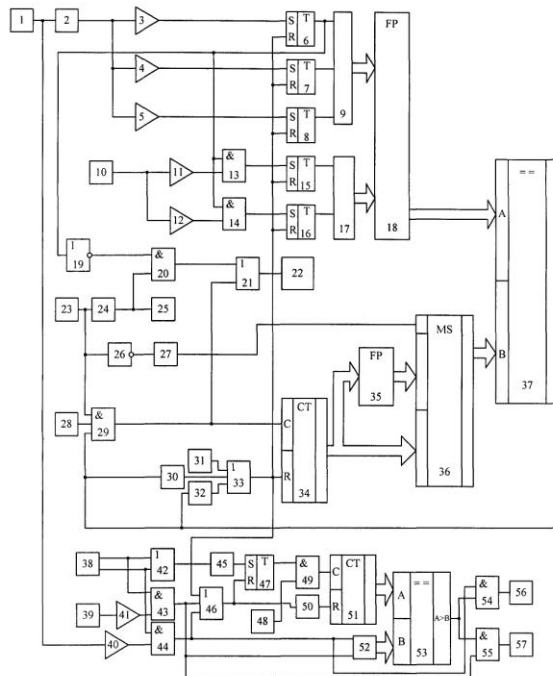 1 2 3 S T 6 R FP
4 S T 7 R 9
5 S T 8 R
10 11 & 13 S T 15 R == A
12 & 14 S T 16 R 17 18
1 19 & 20 1 21 22
23 24 25 MS B
26 27 FP 35 37
28 & 29 CT C
31 1 R 34 36
30 32 33
38 1 42 45 S T R 47 & 49 CT C == & 54 56
39 41 & 43 1 46 50 R 51 A A>B
48 B & 55 57
40 & 44 52 53